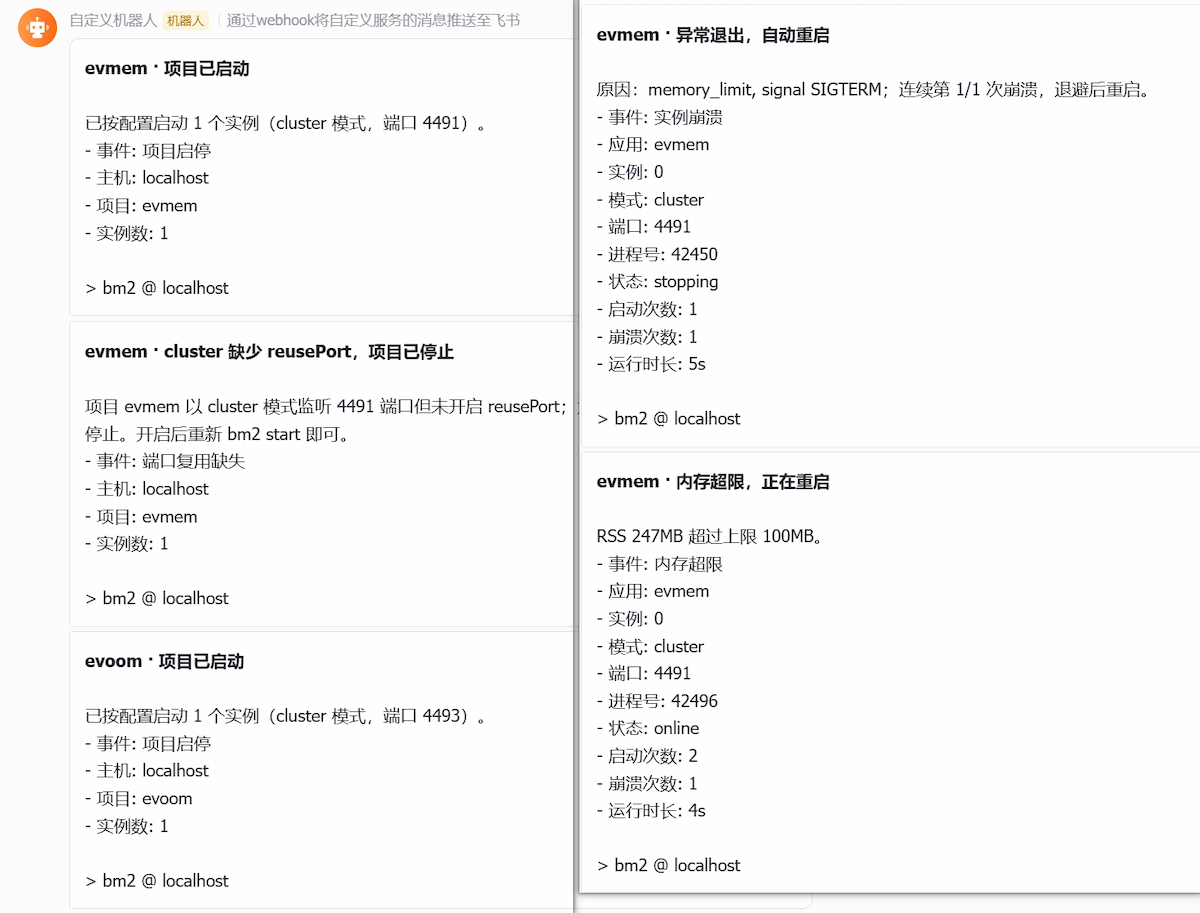 自定义机器人 机器人 通过webhook将自定义服务的消息推送至飞书
evmem · 项目已启动
已按配置启动 1 个实例（cluster 模式，端口 4491）。
- 事件: 项目启停
- 主机: localhost
- 项目: evmem
- 实例数: 1
> bm2 @ localhost
evmem · cluster 缺少 reusePort，项目已停止
项目 evmem 以 cluster 模式监听 4491 端口但未开启 reusePort；
停止。开启后重新 bm2 start 即可。
- 事件: 端口复用缺失
- 主机: localhost
- 项目: evmem
- 实例数: 1
> bm2 @ localhost
evoom · 项目已启动
已按配置启动 1 个实例（cluster 模式，端口 4493）。
- 事件: 项目启停
- 主机: localhost
- 项目: evoom
- 实例数: 1
> bm2 @ localhost
evmem · 异常退出，自动重启
原因：memory_limit, signal SIGTERM；连续第 1/1 次崩溃，退避后重启。
- 事件: 实例崩溃
- 应用: evmem
- 实例: 0
- 模式: cluster
- 端口: 4491
- 进程号: 42450
- 状态: stopping
- 启动次数: 1
- 崩溃次数: 1
- 运行时长: 5s
> bm2 @ localhost
evmem · 内存超限，正在重启
RSS 247MB 超过上限 100MB。
- 事件: 内存超限
- 应用: evmem
- 实例: 0
- 模式: cluster
- 端口: 4491
- 进程号: 42496
- 状态: online
- 启动次数: 2
- 崩溃次数: 1
- 运行时长: 4s
> bm2 @ localhost